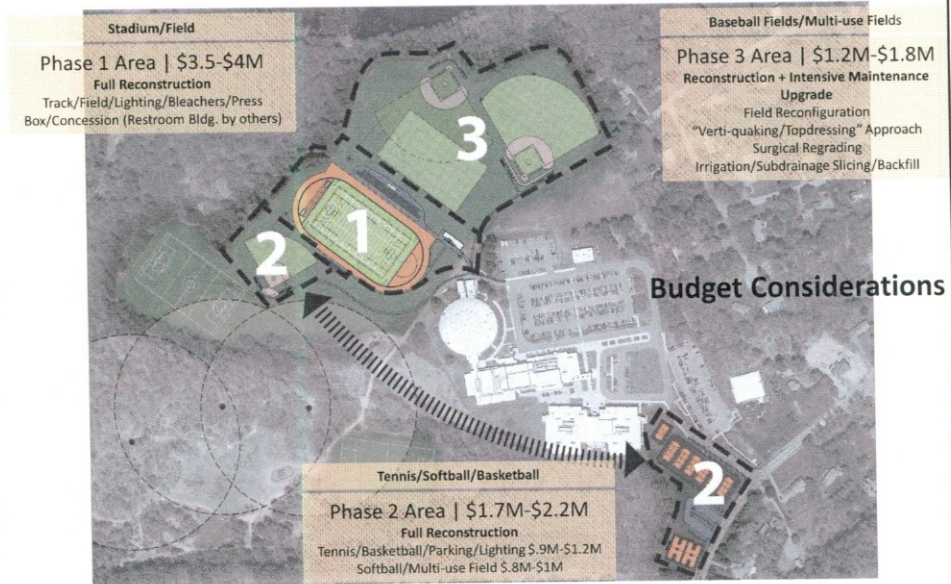 Stadium/Field
Phase 1 Area | $3.5-$4M
Full Reconstruction
Track/Field/Lighting/Bleachers/Press
Box/Concession (Restroom Bldg. by others)
Baseball Fields/Multi-use Fields
Phase 3 Area | $1.2M-$1.8M
Reconstruction + Intensive Maintenance
Upgrade
Field Reconfiguration
"Verti-quaking/Topdressing" Approach
Surgical Regrading
Irrigation/Subdrainage Slicing/Backfill
3
1
2
Budget Considerations
2
Tennis/Softball/Basketball
Phase 2 Area | $1.7M-$2.2M
Full Reconstruction
Tennis/Basketball/Parking/Lighting $.9M-$1.2M
Softball/Multi-use Field $.8M-$1M